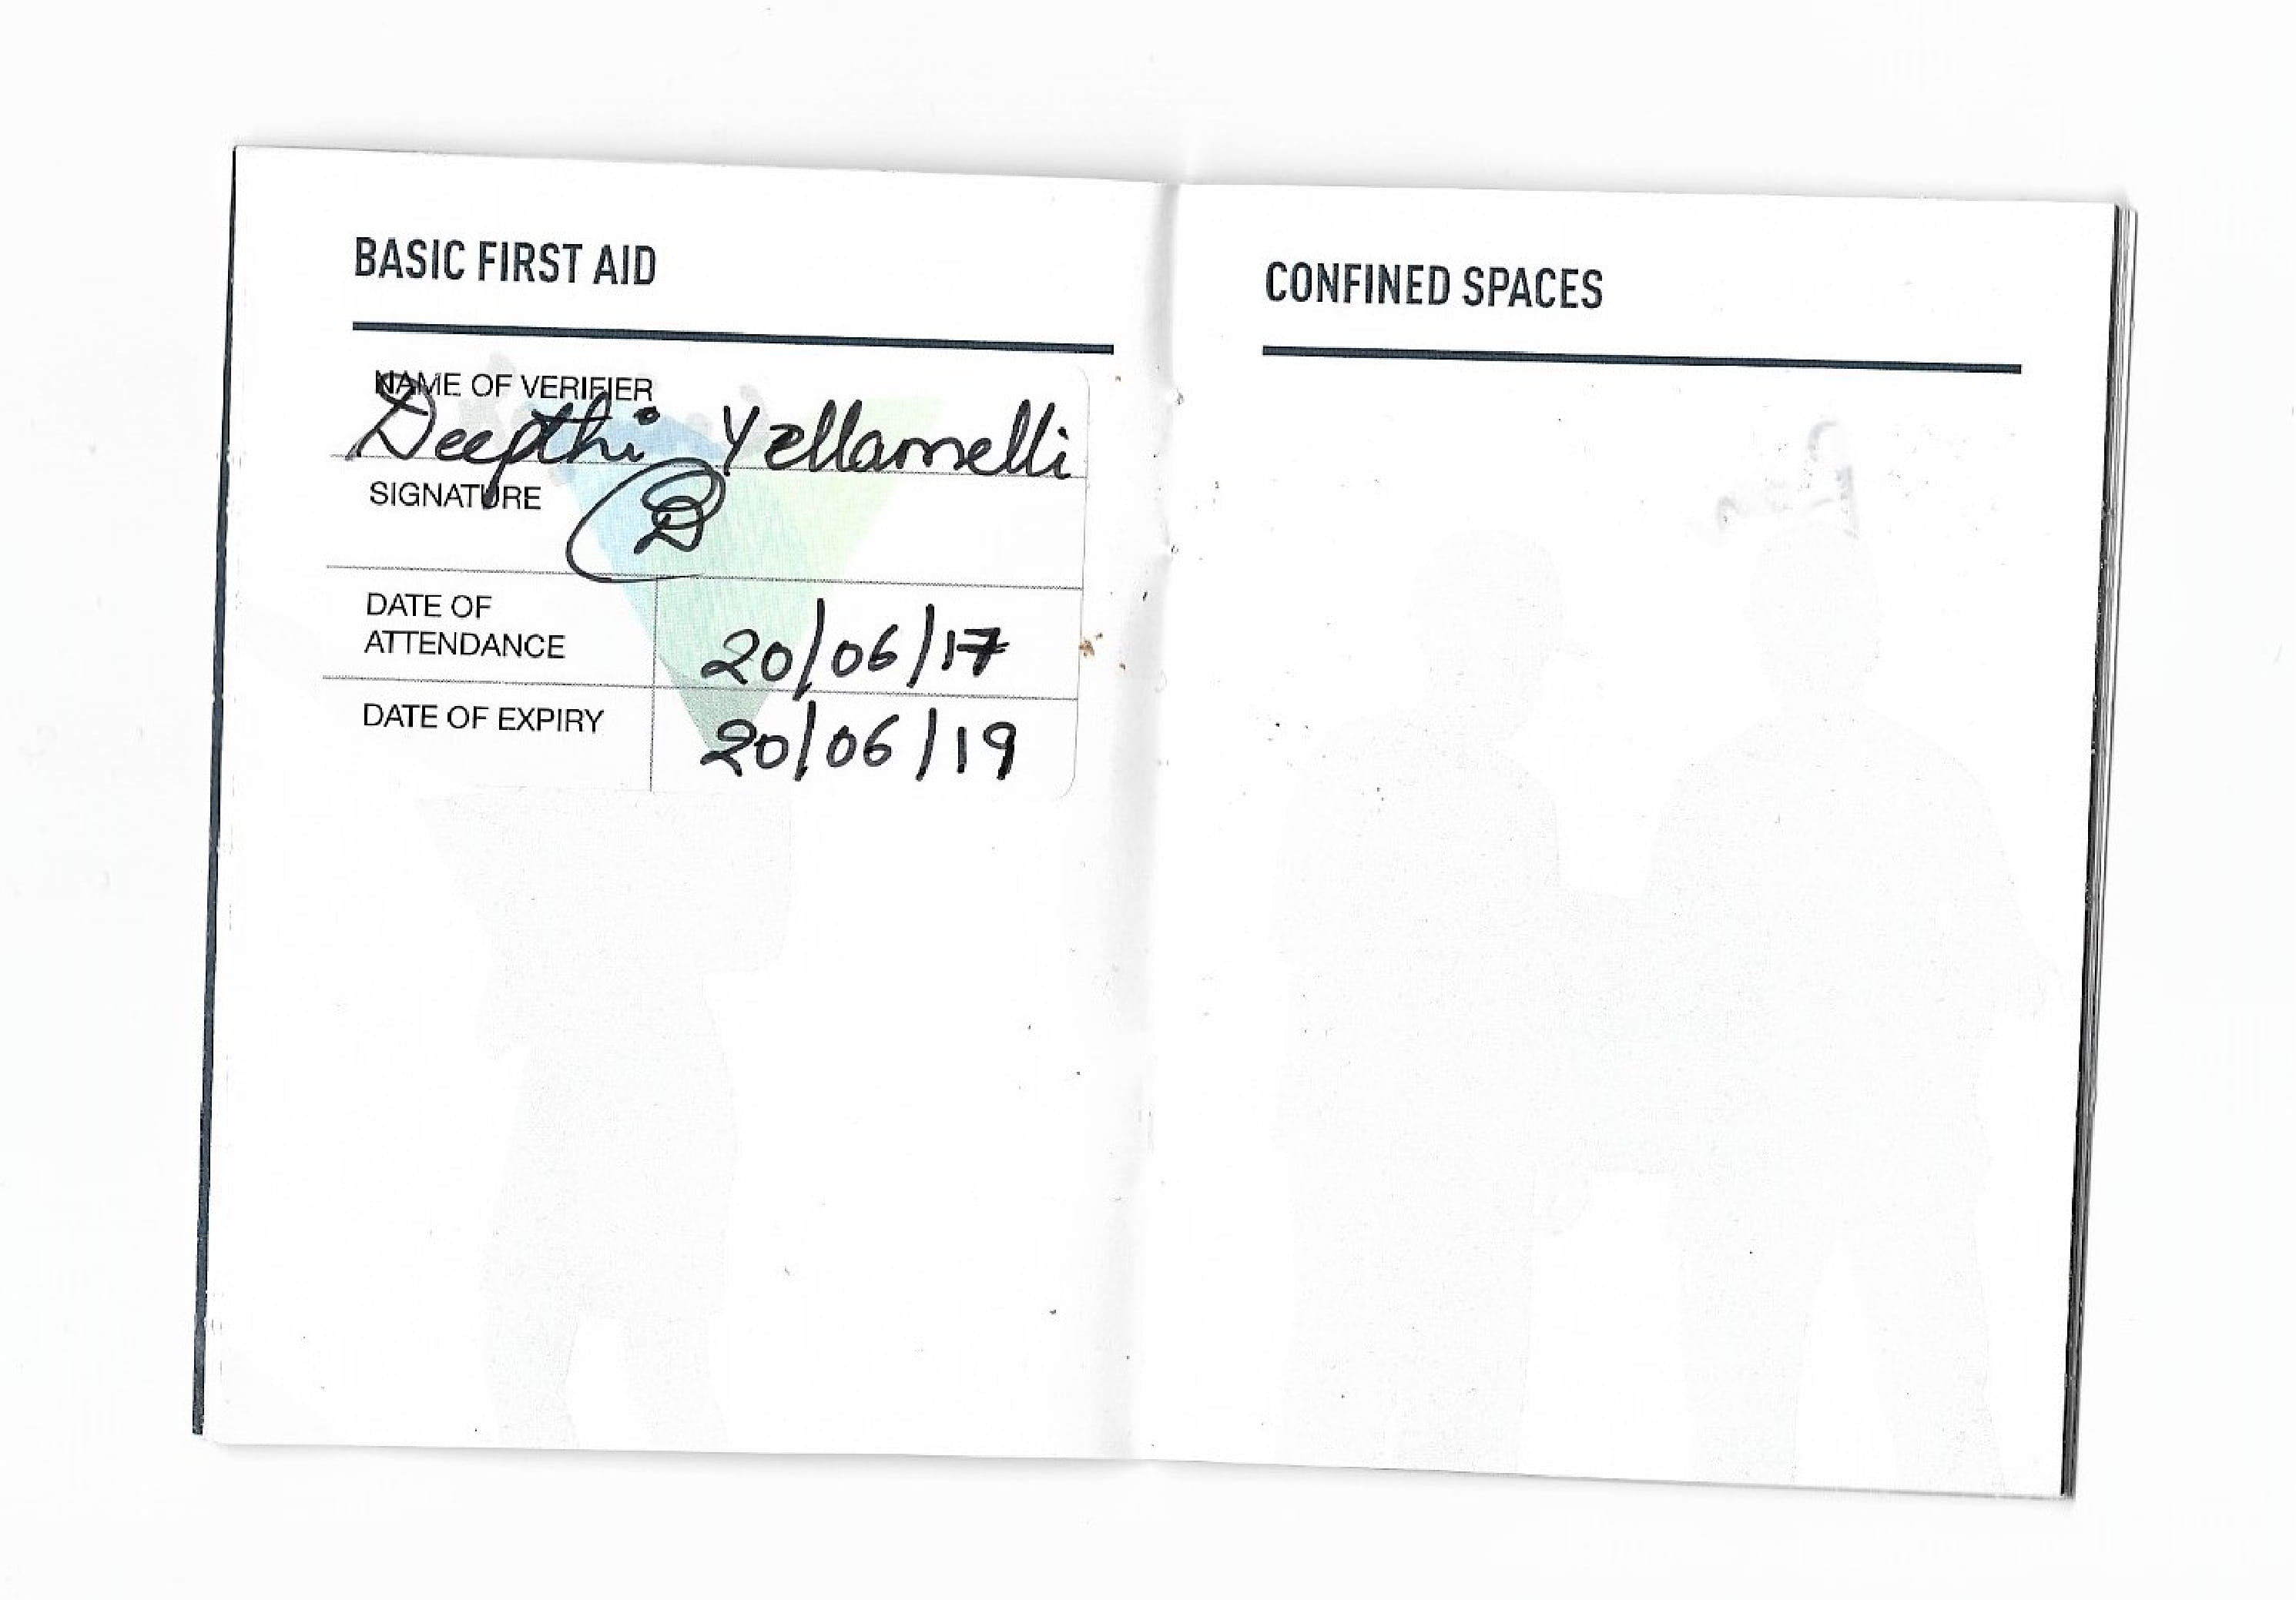 BASIC FIRST AID
NAME OF VERIFIER
Deepthi Yellamelli
SIGNATURE
DATE OF
ATTENDANCE
20/06/17
DATE OF EXPIRY
20/06/19
CONFINED SPACES